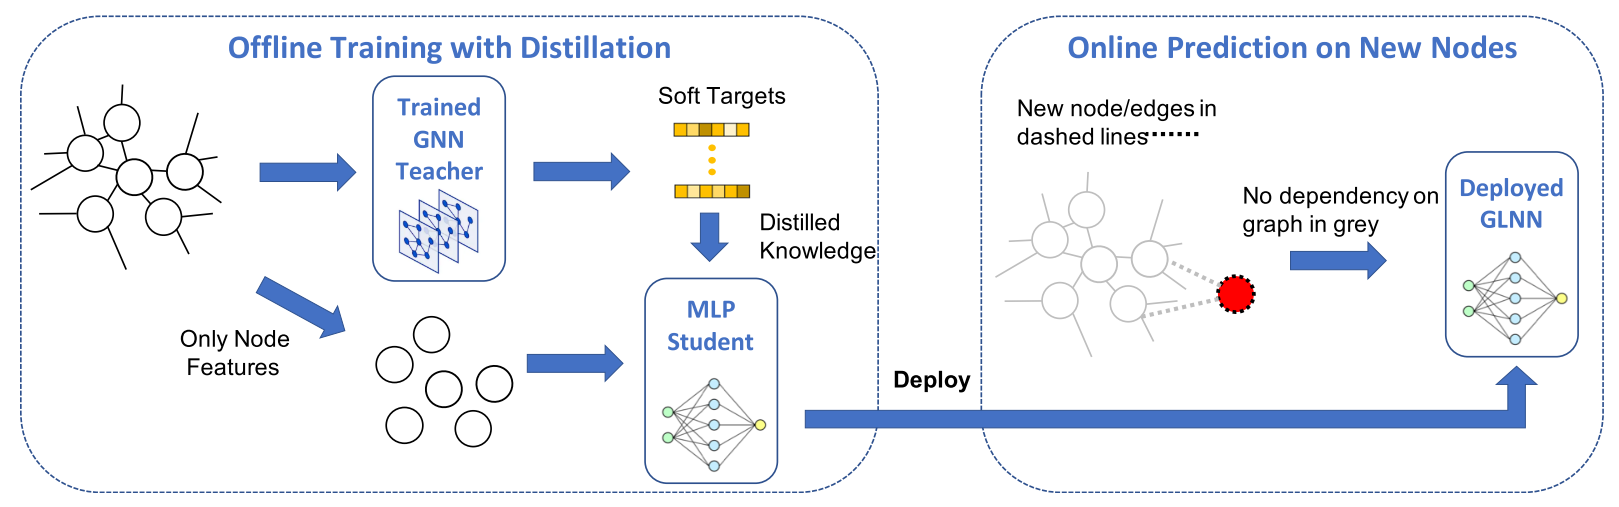 Offline Training with Distillation
Trained
GNN
Teacher
Soft Targets
Distilled
Knowledge
Only Node
Features
MLP
Student
Deploy
Online Prediction on New Nodes
New node/edges in
dashed lines
No dependency on
graph in grey
Deployed
GLNN